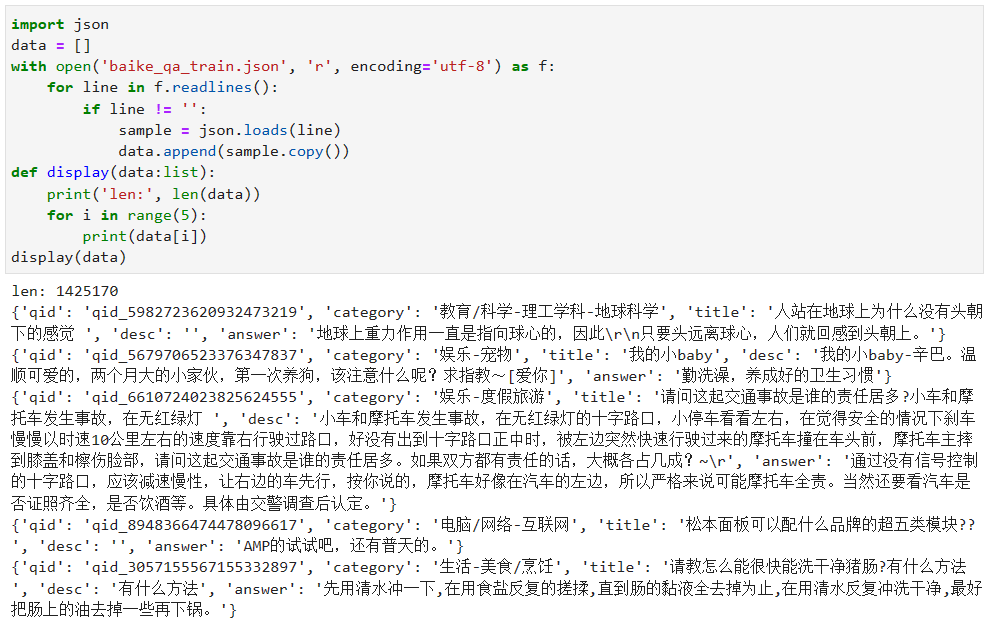 import json
data = []
with open('baike_qa_train.json', 'r', encoding='utf-8') as f:
    for line in f.readlines():
        if line != '':
            sample = json.loads(line)
            data.append(sample.copy())
def display(data:list):
    print('len:', len(data))
    for i in range(5):
        print(data[i])
display(data)
len: 1425170
{'qid': 'qid_5982723620932473219', 'category': '教育/科学-理工学科-地球科学', 'title': '人站在地球上为什么没有头朝
下的感觉 ', 'desc': '', 'answer': '地球上重力作用一直是指向球心的，因此\r\n只要头远离球心，人们就回感到头朝上。'}
{'qid': 'qid_5679706523376347837', 'category': '娱乐-宠物', 'title': '我的小baby', 'desc': '我的小baby-辛巴。温
顺可爱的，两个月大的小家伙，第一次养狗，该注意什么呢？求指教～[爱你]', 'answer': '勤洗澡，养成好的卫生习惯'}
{'qid': 'qid_6610724023825624555', 'category': '娱乐-度假旅游', 'title': '请问这起交通事故是谁的责任居多?小车和摩
托车发生事故，在无红绿灯 ', 'desc': '小车和摩托车发生事故，在无红绿灯的十字路口，小停车看看左右，在觉得安全的情况下刹车
慢慢以时速10公里左右的速度靠右行驶过路口，好没有出到十字路口正中时，被左边突然快速行驶过来的摩托车撞在车头前，摩托车主摔
到膝盖和檫伤脸部，请问这起交通事故是谁的责任居多。如果双方都有责任的话，大概各占几成？~\r', 'answer': '通过没有信号控制
的十字路口，应该减速慢性，让右边的车先行，按你说的，摩托车好像在汽车的左边，所以严格来说可能摩托车全责。当然还要看汽车是
否证照齐全，是否饮酒等。具体由交警调查后认定。'}
{'qid': 'qid_8948366474478096617', 'category': '电脑/网络-互联网', 'title': '松本面板可以配什么品牌的超五类模块??
', 'desc': '', 'answer': 'AMP的试试吧，还有普天的。'}
{'qid': 'qid_3057155567155332897', 'category': '生活-美食/烹饪', 'title': '请教怎么能很快能洗干净猪肠?有什么方法
', 'desc': '有什么方法', 'answer': '先用清水冲一下,在用食盐反复的搓揉,直到肠的黏液全去掉为止,在用清水反复冲洗干净,最好
把肠上的油去掉一些再下锅。'}